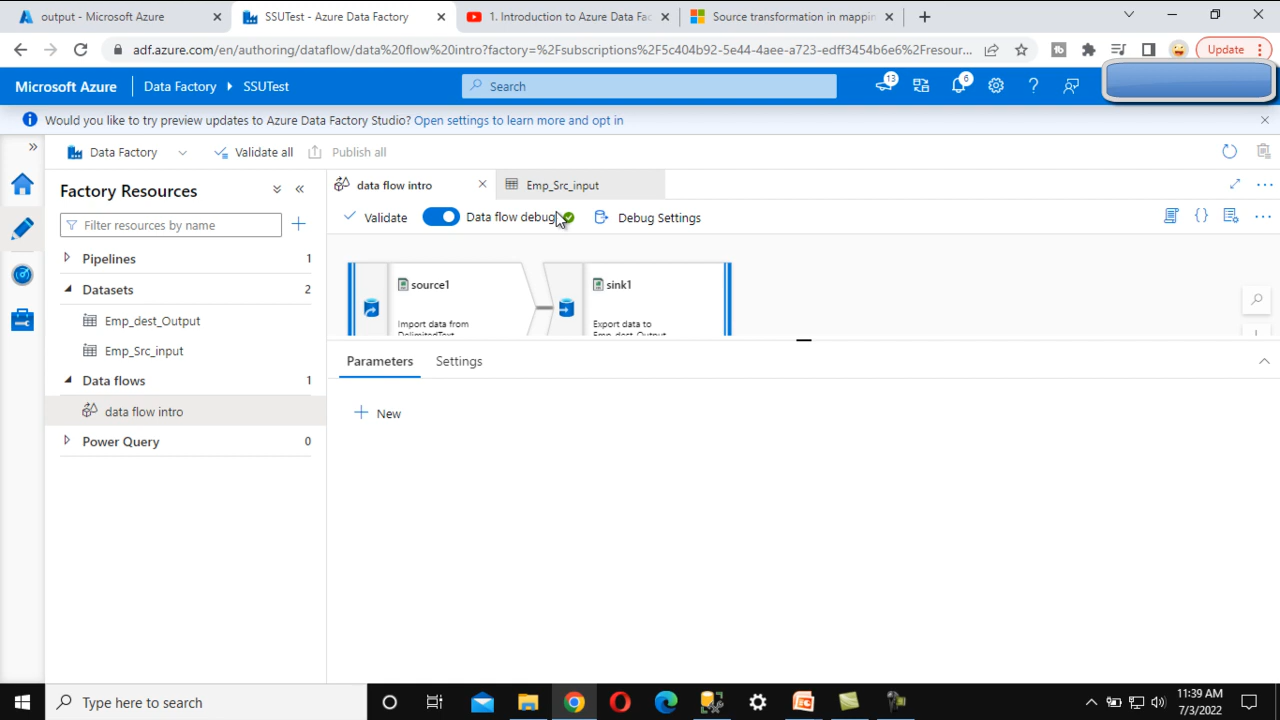 output - Microsoft Azure
SSUTest - Azure Data Factory
1. Introduction to Azure Data Fac
Source transformation in mappin
adf.azure.com/en/authoring/dataflow/data%20flow%20intro?factory=%2Fsubscriptions%2F5c404b92-5e44-4aee-a723-edff3454b6e6%2Fresour...
Update
Microsoft Azure
Data Factory
SSUTest
Search
13
6
Would you like to try preview updates to Azure Data Factory Studio? Open settings to learn more and opt in
Data Factory
Validate all
Publish all
Factory Resources
data flow intro
Emp_Src_input
Filter resources by name
Validate
Data flow debug
Debug Settings
Pipelines 1
Datasets 2
Emp_dest_Output
Emp_Src_input
Data flows 1
data flow intro
Power Query 0
source1
Import data from
DelimitedText
sink1
Export data to
Emp_dest_Output
Parameters
Settings
New
Type here to search
11:39 AM
7/3/2022